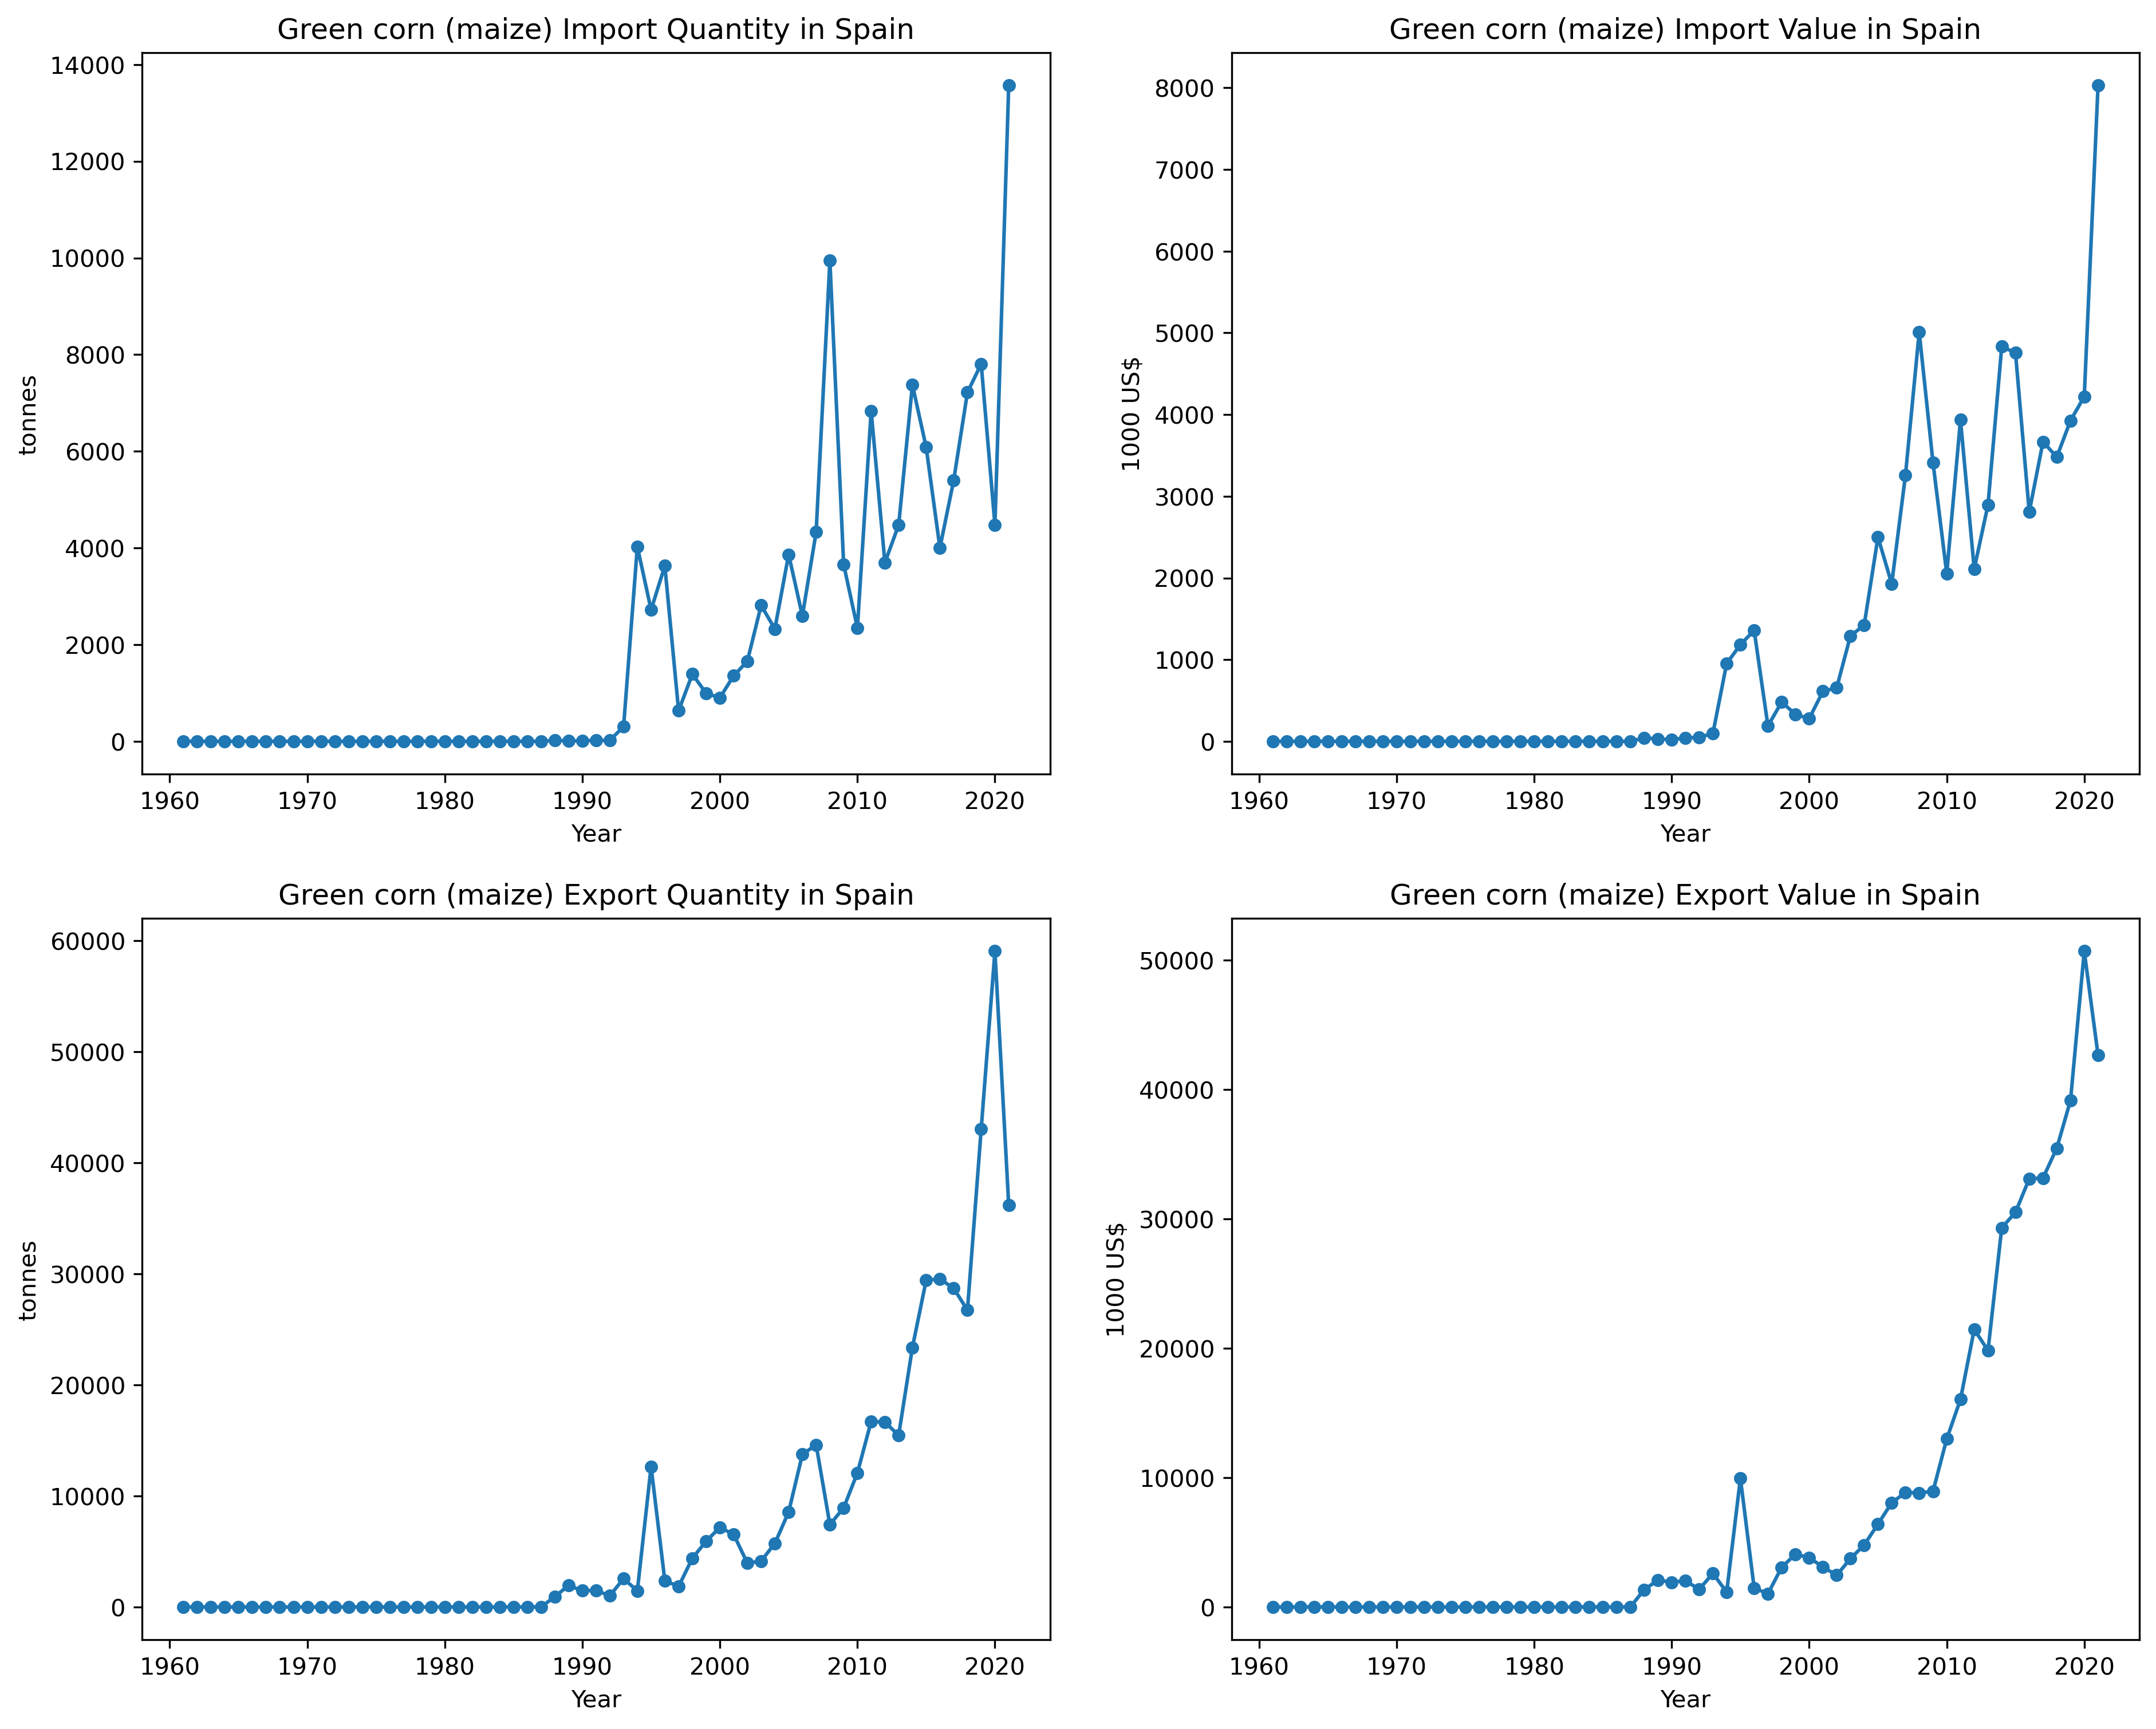 Green corn (maize) Import Quantity in Spain
14000
12000
10000
8000
6000
4000
2000
0
tonnes
1960 1970 1980 1990 2000 2010 2020
Year
Green corn (maize) Import Value in Spain
8000
7000
6000
5000
4000
3000
2000
1000
0
1000 US$
1960 1970 1980 1990 2000 2010 2020
Year
Green corn (maize) Export Quantity in Spain
60000
50000
40000
30000
20000
10000
0
tonnes
1960 1970 1980 1990 2000 2010 2020
Year
Green corn (maize) Export Value in Spain
50000
40000
30000
20000
10000
0
1000 US$
1960 1970 1980 1990 2000 2010 2020
Year